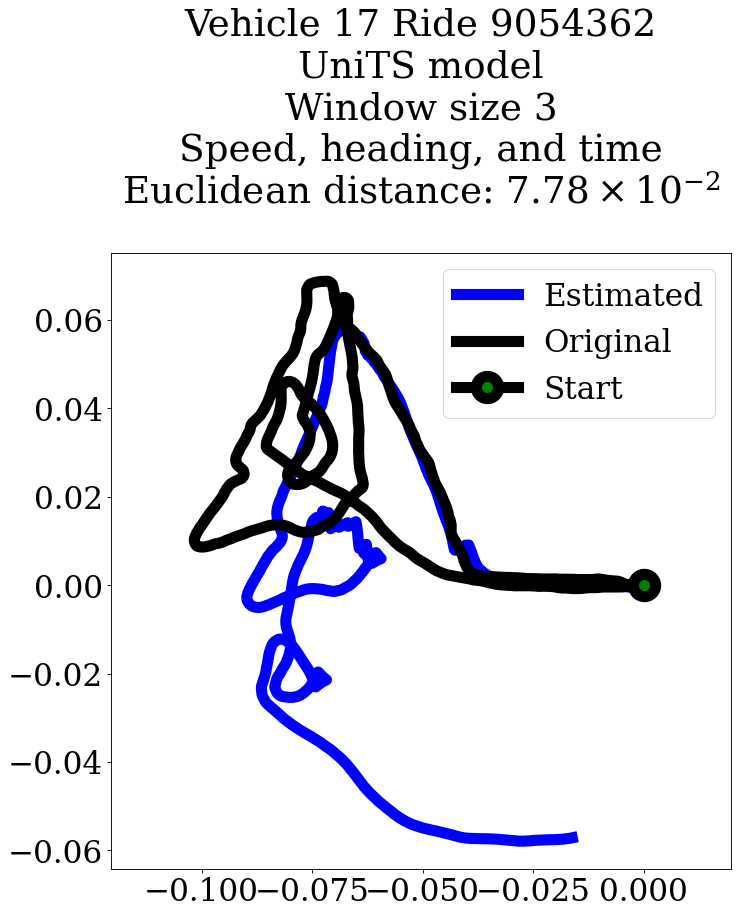 Vehicle 17 Ride 9054362
UniTS model
Window size 3
Speed, heading, and time
Euclidean distance: 7.78 × 10⁻²
Estimated
Original
Start
0.06
0.04
0.02
0.00
−0.02
−0.04
−0.06
−0.100 −0.075 −0.050 −0.025 0.000